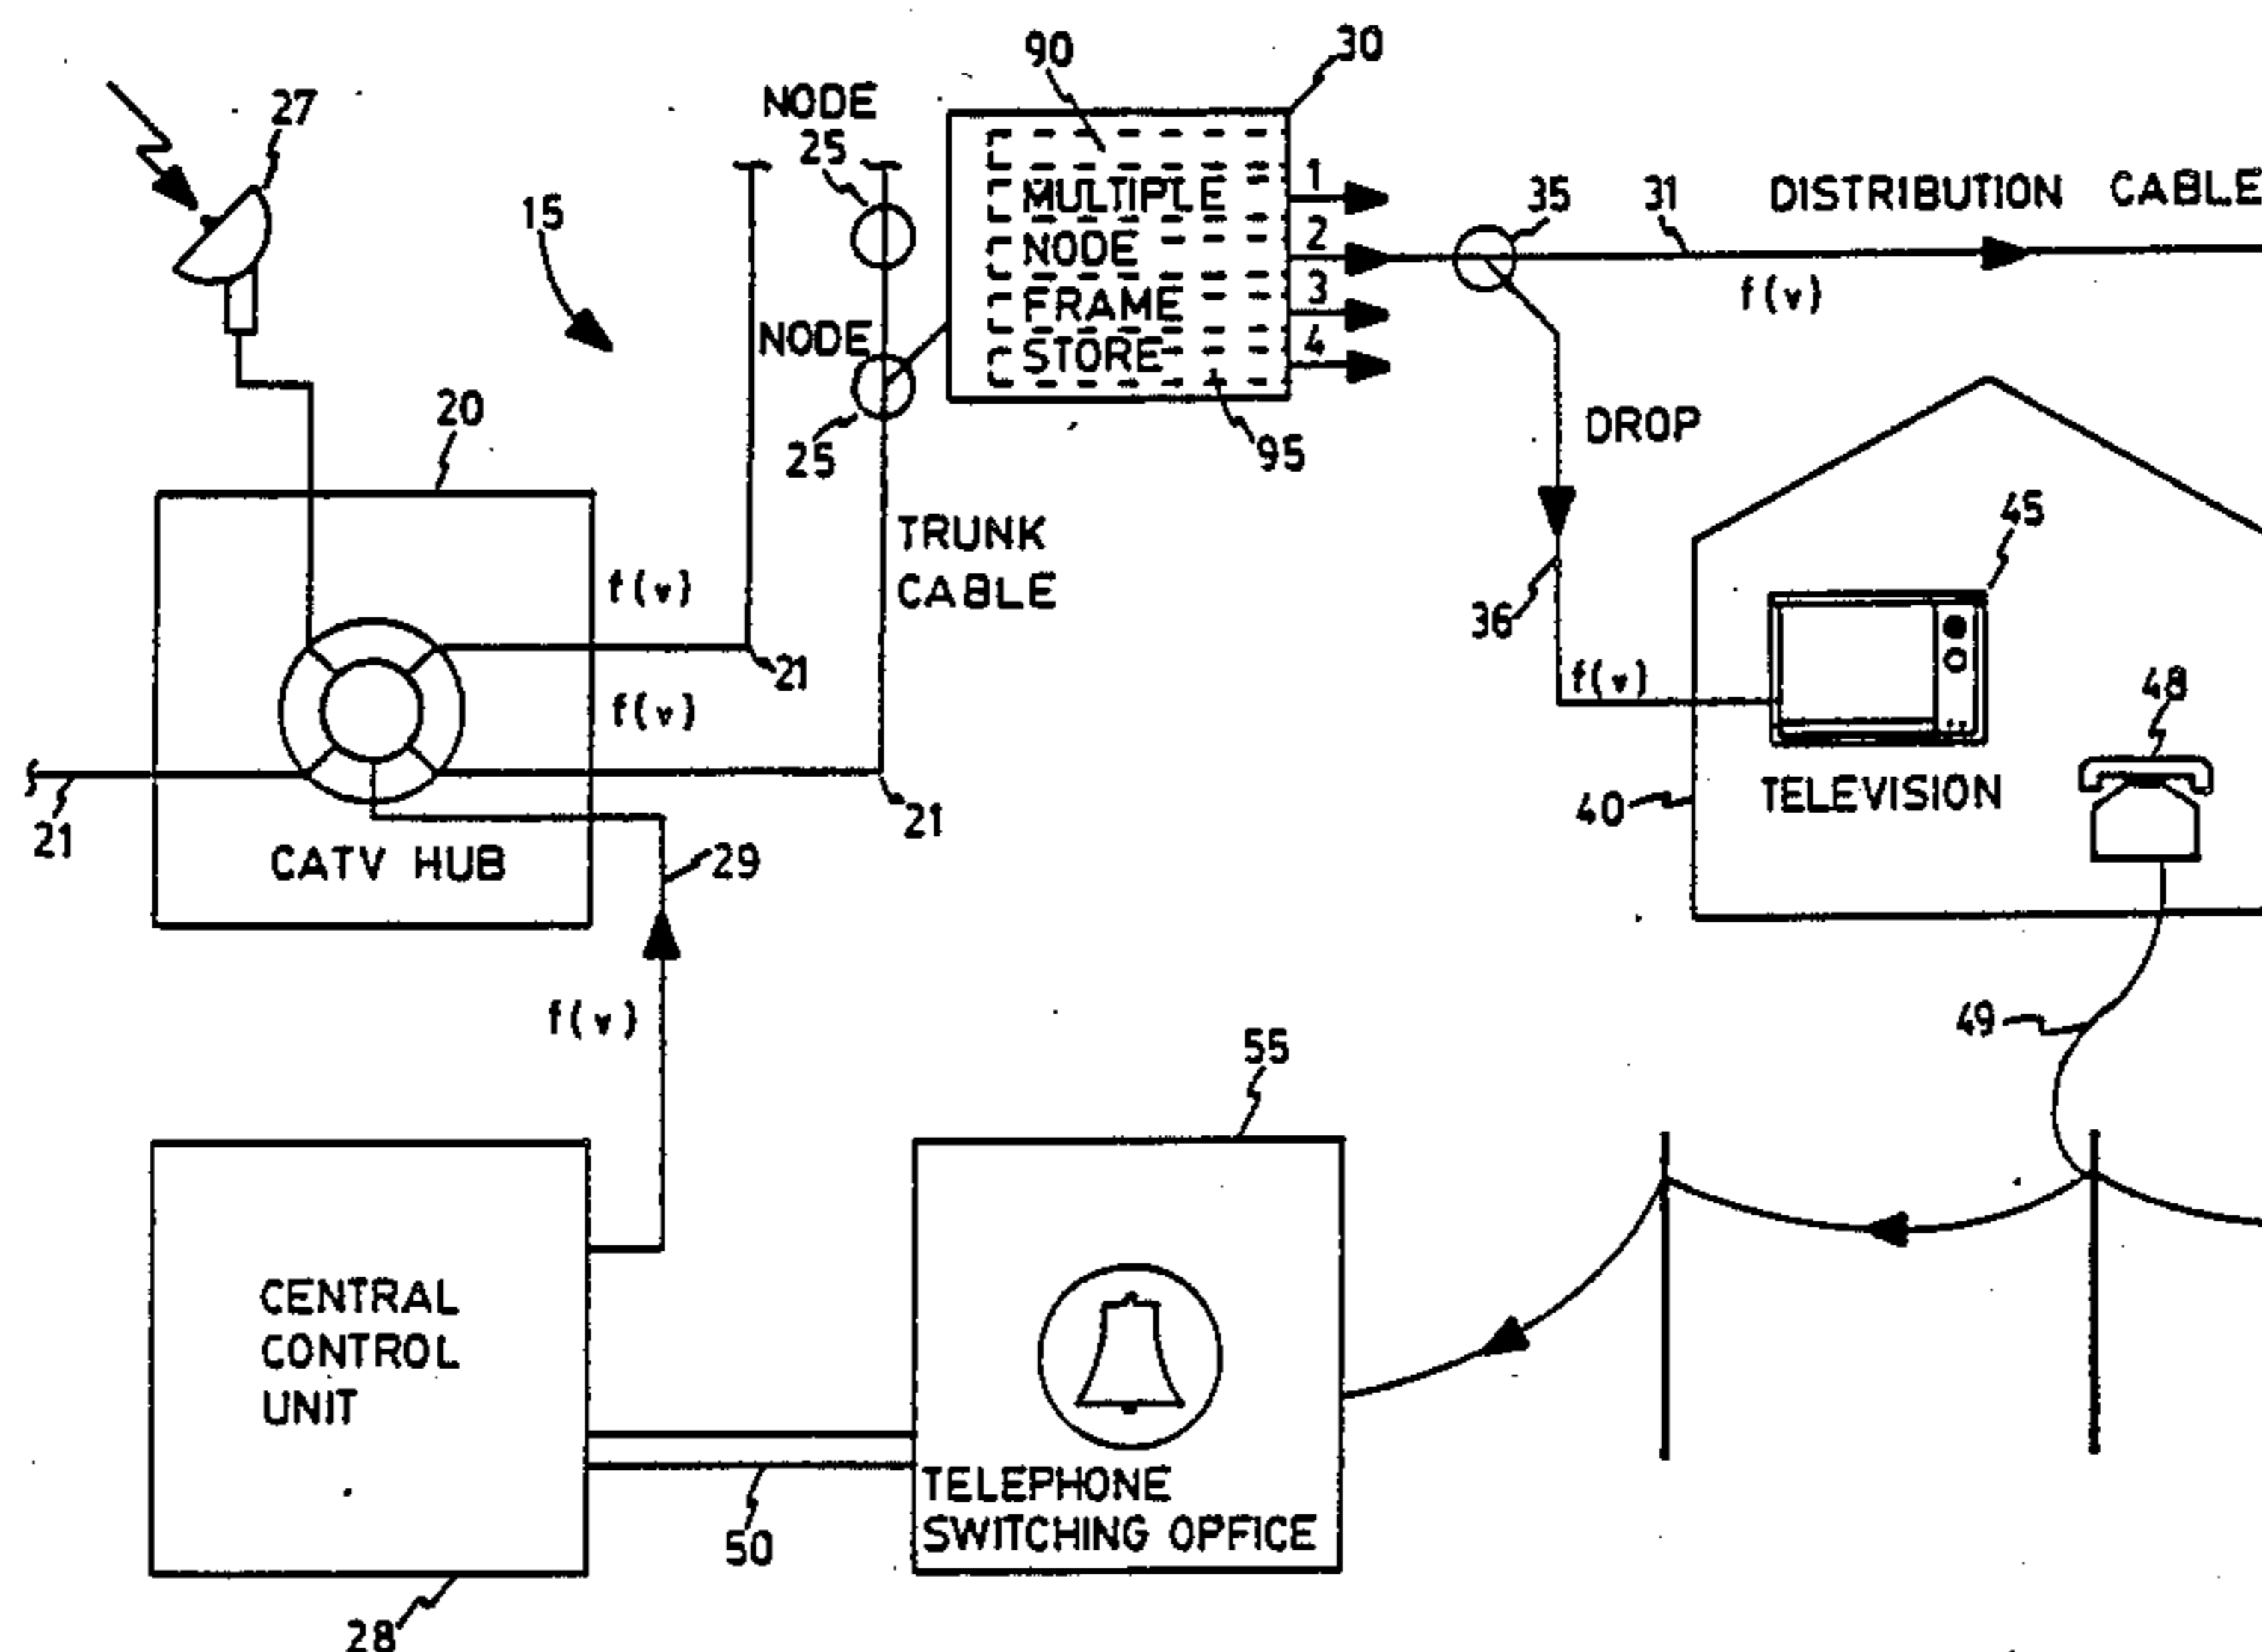 90
30
27
NODE
25
15
MULTIPLE
NODE
FRAME
STORE
1
2
3
4
35
31
DISTRIBUTION CABLE
f(v)
NODE
25
95
DROP
20
TRUNK
CABLE
45
f(v)
36
21
f(v)
f(v)
48
TELEVISION
40
21
21
CATV HUB
29
f(v)
49
55
CENTRAL
CONTROL
UNIT
TELEPHONE
SWITCHING OFFICE
50
28